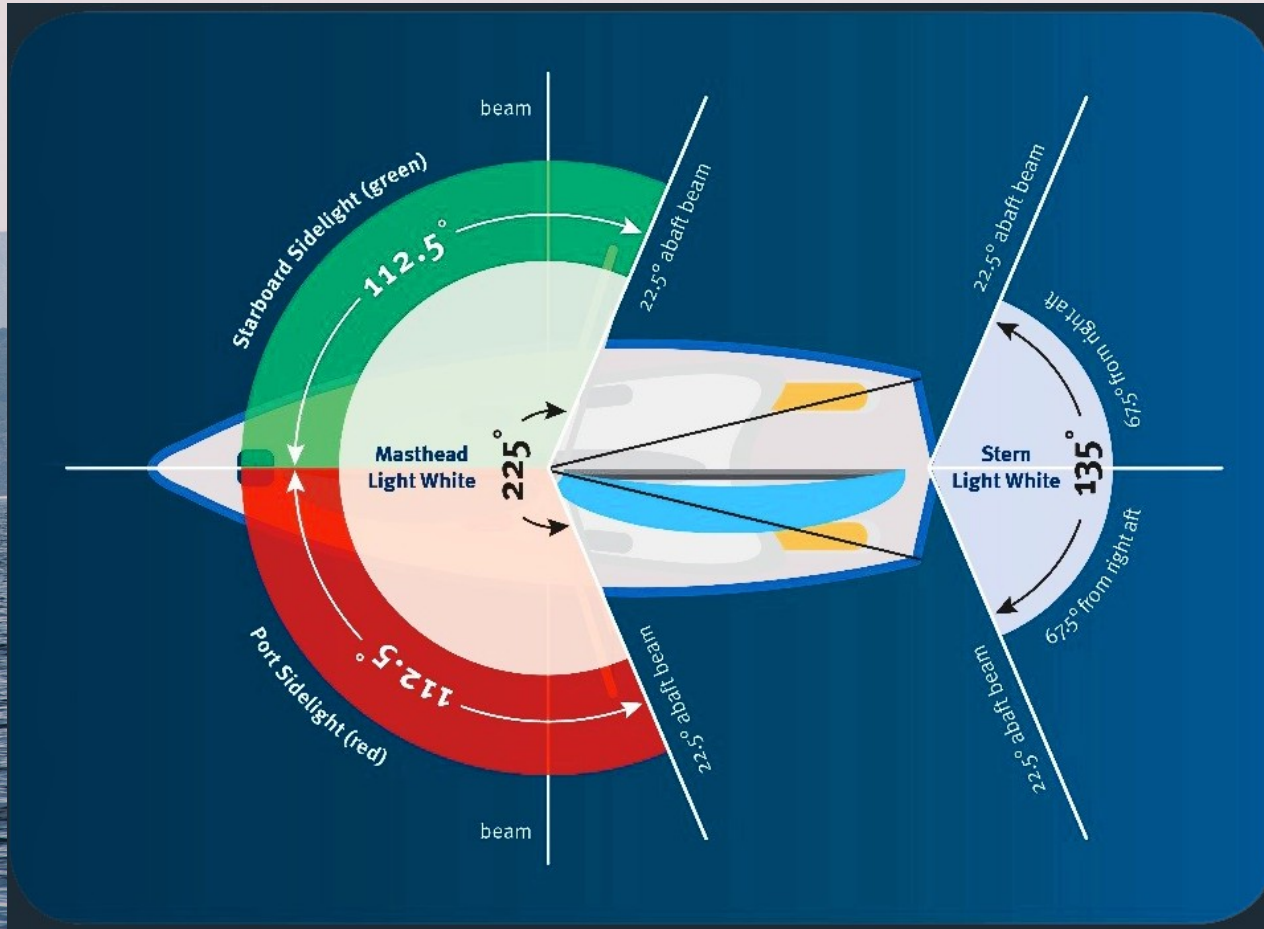 beam
Starboard Sidelight (green)
112.5°
22.5° abaft beam
22.5° abaft beam
67.5° from right aft
Masthead
Light White
225°
Stern
Light White
135°
67.5° from right aft
112.5°
Port Sidelight (red)
22.5° abaft beam
22.5° abaft beam
beam